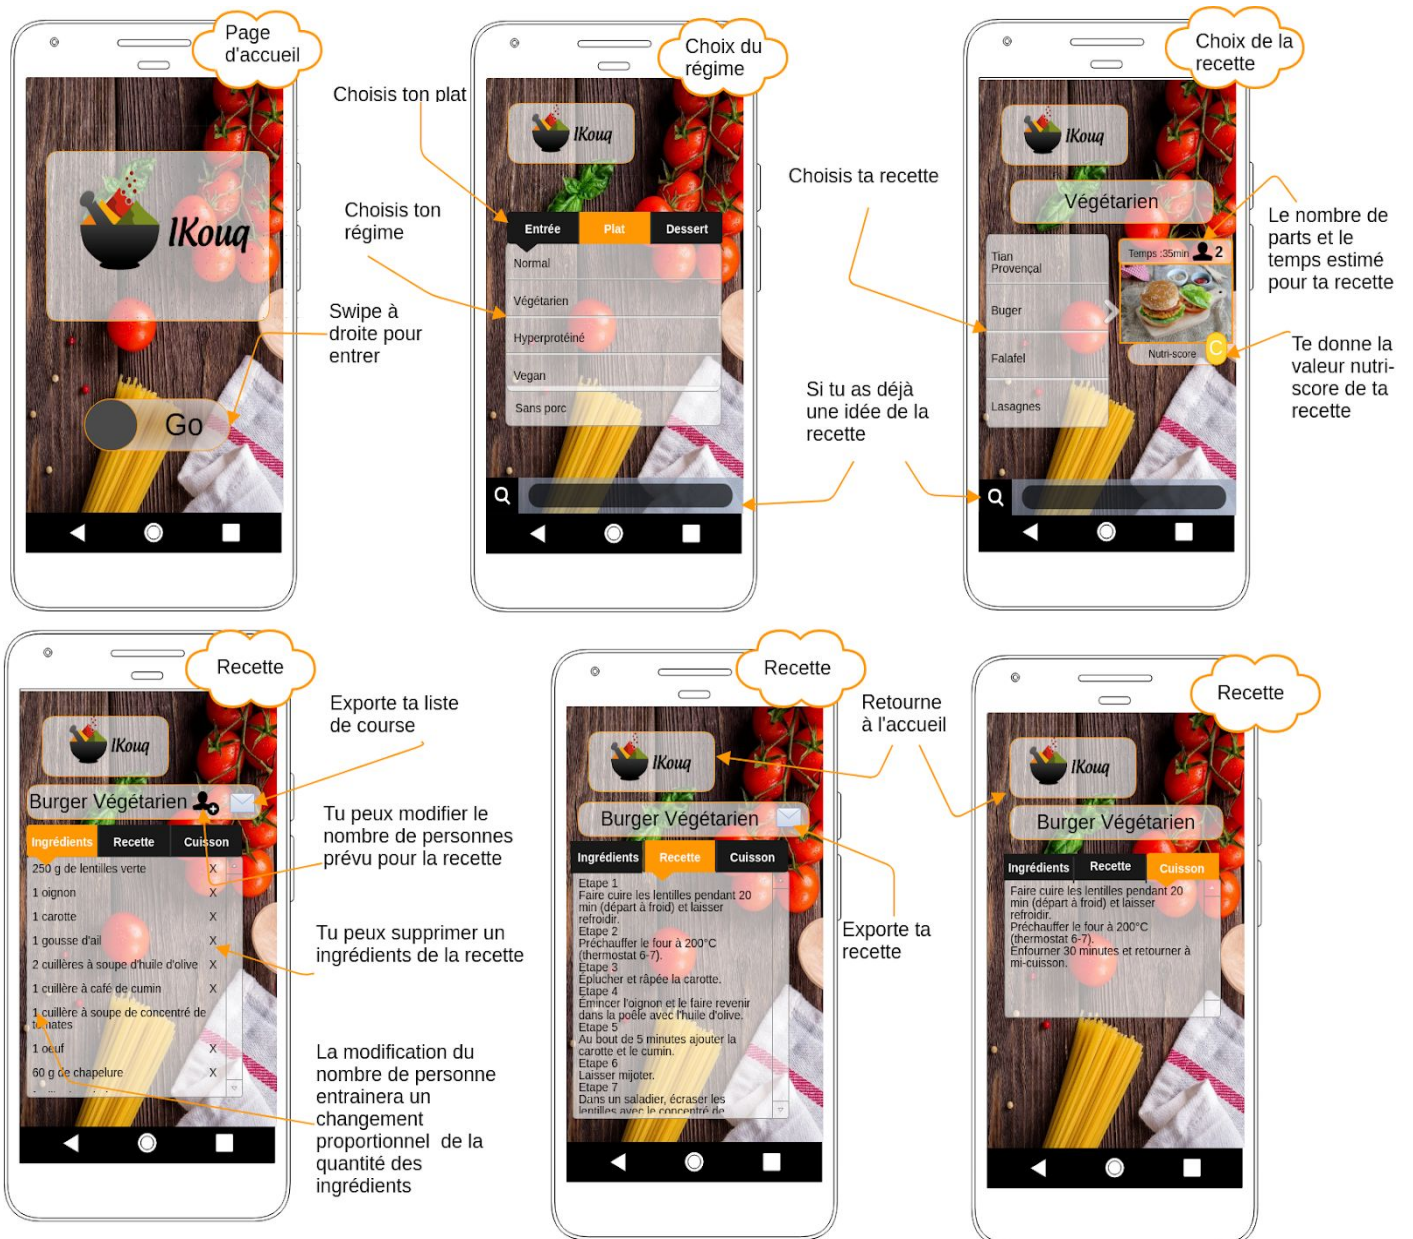 Page
d'accueil
IKouq
Swipe à
droite pour
entrer
Go
Choix du
régime
Choisis ton plat
IKouq
Choisis ton
régime
Entrée Plat Dessert
Normal
Végétarien
Hyperprotéiné
Vegan
Sans porc
Choix de la
recette
IKouq
Choisis ta recette
Végétarien
Le nombre de
parts et le
temps estimé
pour ta recette
Tian
Provençal
Buger
Falafel
Lasagnes
Temps :35min 2
Nutri-score C
Te donne la
valeur nutri-
score de ta
recette
Si tu as déjà
une idée de la
recette
Recette
IKouq
Exporte ta liste
de course
Burger Végétarien
Tu peux modifier le
nombre de personnes
prévu pour la recette
Ingrédients Recette Cuisson
250 g de lentilles verte X
1 oignon X
1 carotte X
1 gousse d'ail X
2 cuillères à soupe d'huile d'olive X
1 cuillère à café de cumin X
1 cuillère à soupe de concentré de
tomates
1 oeuf X
60 g de chapelure X
Tu peux supprimer un
ingrédients de la recette
La modification du
nombre de personne
entrainera un
changement
proportionnel de la
quantité des
ingrédients
Recette
IKouq
Retourne
à l'accueil
Burger Végétarien
Ingrédients Recette Cuisson
Etape 1
Faire cuire les lentilles pendant 20
min (départ à froid) et laisser
refroidir.
Etape 2
Préchauffer le four à 200°C
(thermostat 6-7).
Etape 3
Éplucher et râpée la carotte.
Etape 4
Émincer l'oignon et le faire revenir
dans la poêle avec l'huile d'olive.
Etape 5
Au bout de 5 minutes ajouter la
carotte et le cumin.
Etape 6
Laisser mijoter.
Etape 7
Dans un saladier, écraser les
lentilles avec le concentré de
Exporte ta
recette
Recette
IKouq
Burger Végétarien
Ingrédients Recette Cuisson
Faire cuire les lentilles pendant 20
min (départ à froid) et laisser
refroidir.
Préchauffer le four à 200°C
(thermostat 6-7).
Enfourner 30 minutes et retourner à
mi-cuisson.